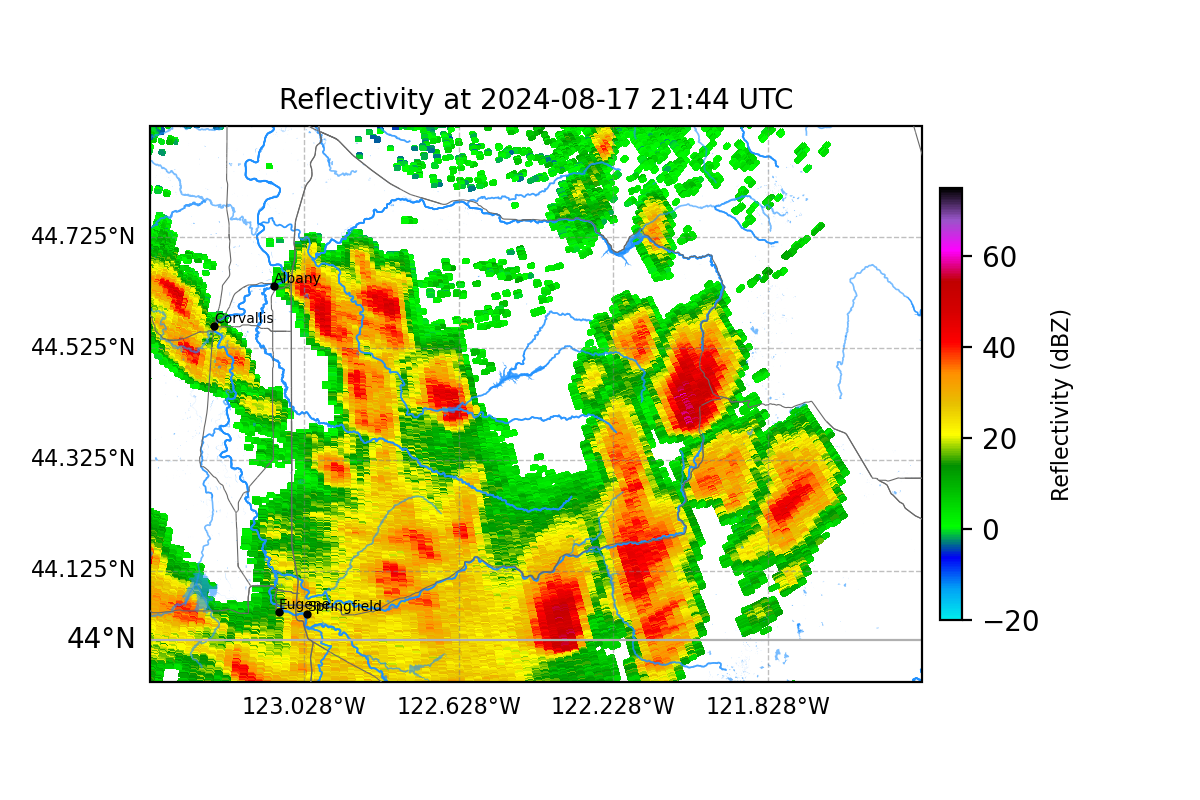 Reflectivity at 2024-08-17 21:44 UTC
44.725°N
44.525°N
44.325°N
44.125°N
44°N
Albany
Corvallis
Eugene
Springfield
123.028°W 122.628°W 122.228°W 121.828°W
60
40
20
0
−20
Reflectivity (dBZ)